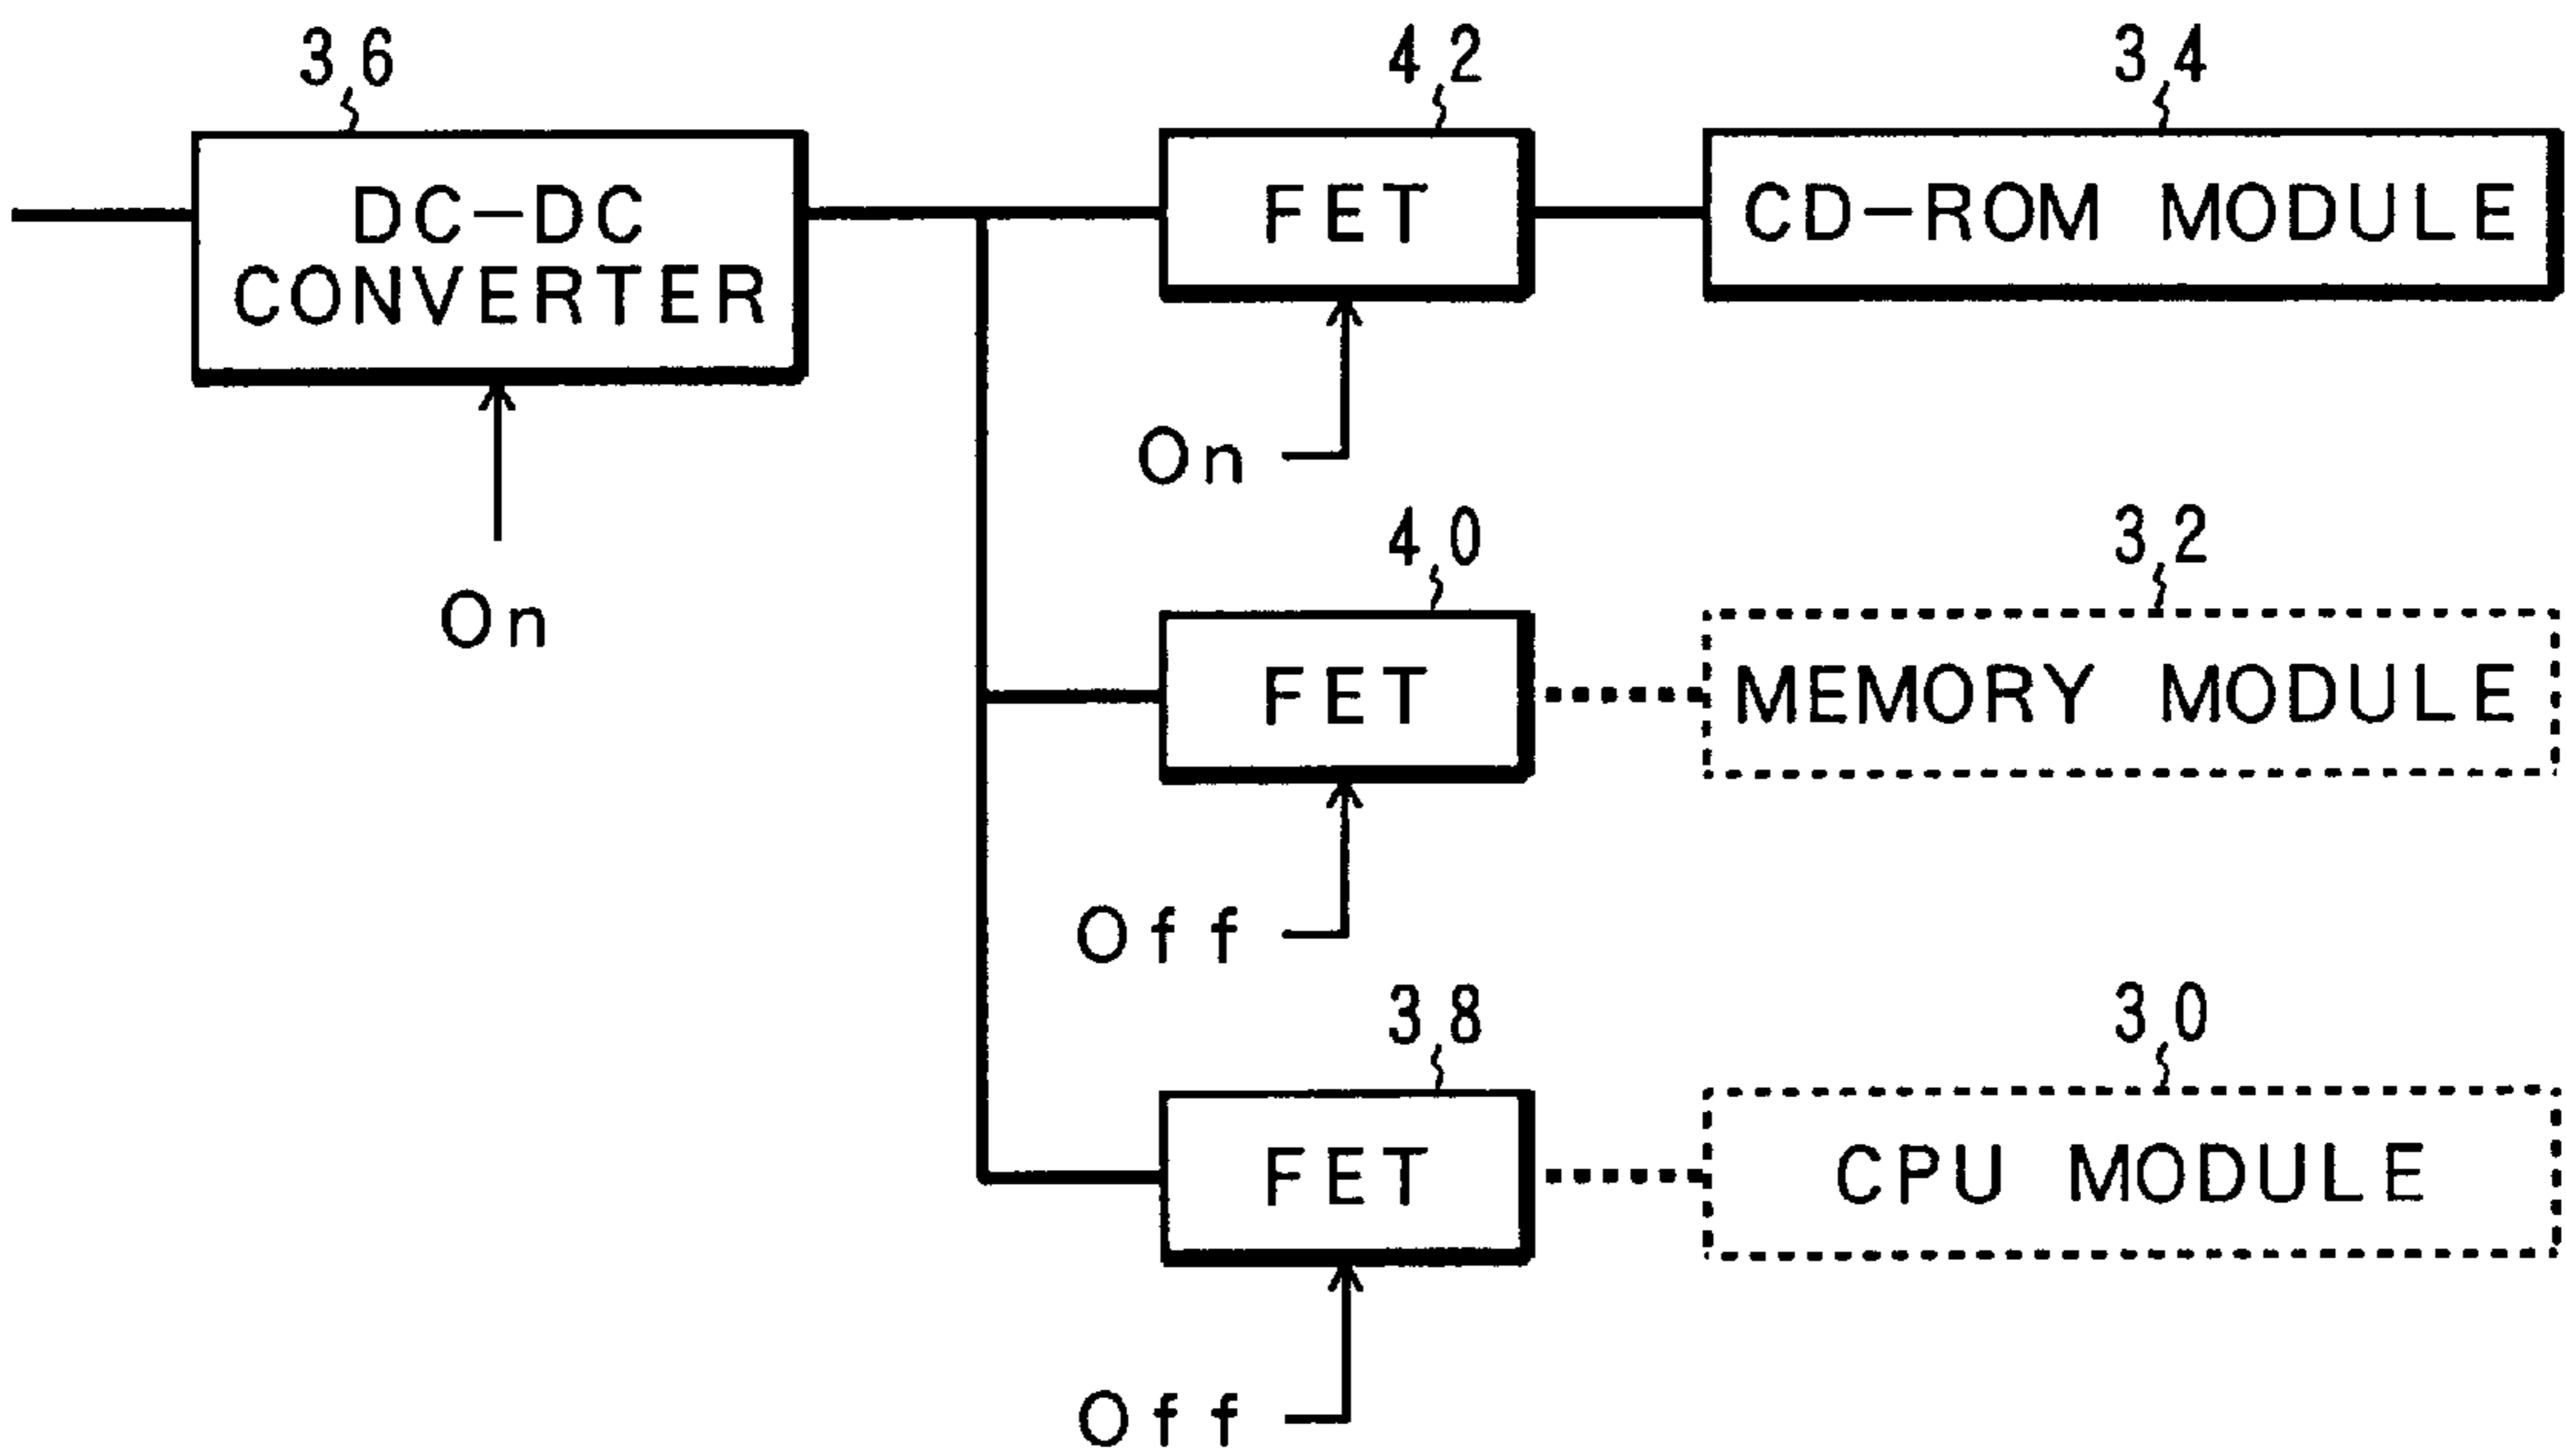 36
42
34
DC-DC
CONVERTER
FET
CD-ROM MODULE
On
On
40
32
FET
MEMORY MODULE
Off
38
30
FET
CPU MODULE
Off